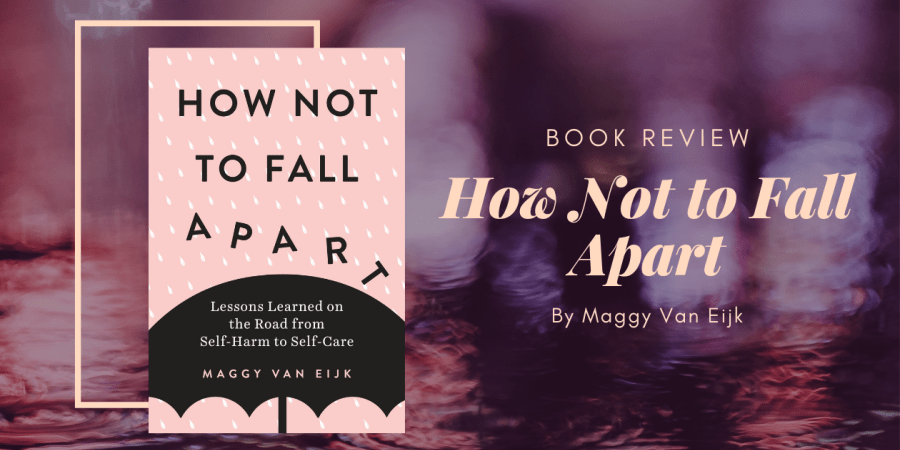 HOW NOT
TO FALL
APART
Lessons Learned on
the Road from
Self-Harm to Self-Care
MAGGY VAN EIJK
BOOK REVIEW
How Not to Fall
Apart
By Maggy Van Eijk